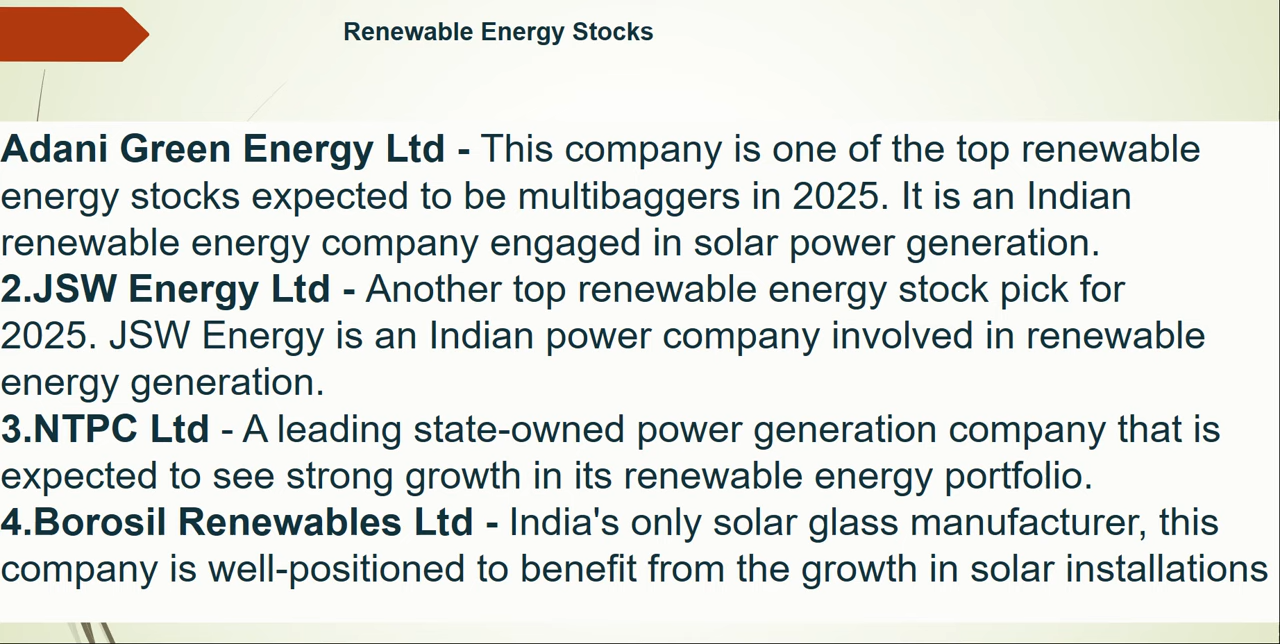 Renewable Energy Stocks
Adani Green Energy Ltd - This company is one of the top renewable
energy stocks expected to be multibaggers in 2025. It is an Indian
renewable energy company engaged in solar power generation.
2.JSW Energy Ltd - Another top renewable energy stock pick for
2025. JSW Energy is an Indian power company involved in renewable
energy generation.
3.NTPC Ltd - A leading state-owned power generation company that is
expected to see strong growth in its renewable energy portfolio.
4.Borosil Renewables Ltd - India's only solar glass manufacturer, this
company is well-positioned to benefit from the growth in solar installations